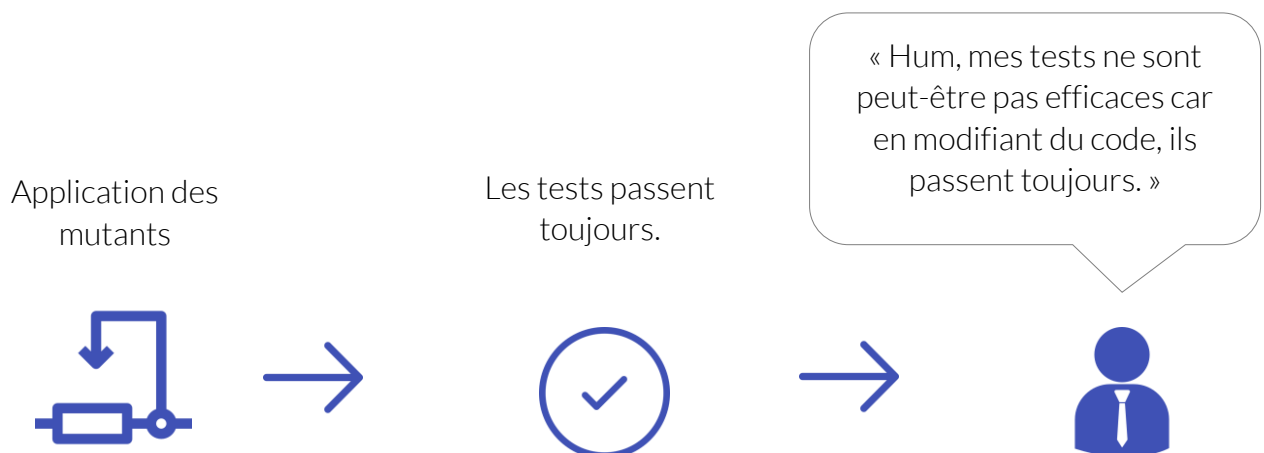 Application des
mutants
Les tests passent
toujours.
« Hum, mes tests ne sont
peut-être pas efficaces car
en modifiant du code, ils
passent toujours. »